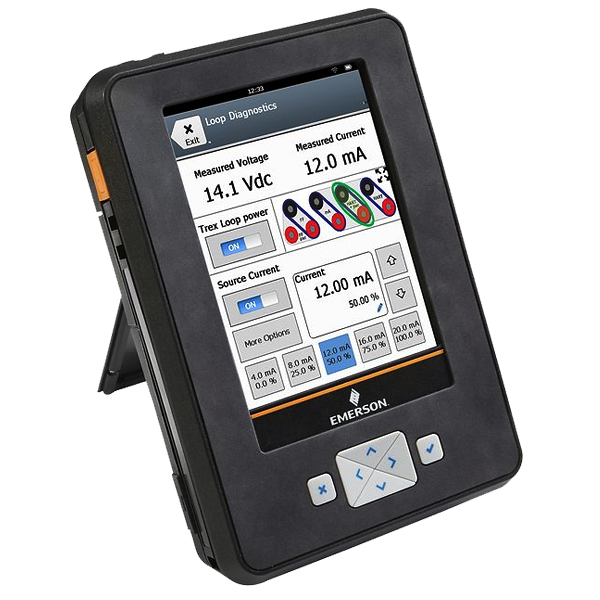 12:33
Exit
Loop Diagnostics
Measured Voltage
14.1 Vdc
Measured Current
12.0 mA
Trex Loop power
ON
mA
Source Current
ON
More Options
Current
12.00 mA
50.00 %
4.0 mA
0.0 %
8.0 mA
25.0 %
12.0 mA
50.0 %
16.0 mA
75.0 %
20.0 mA
100.0 %
EMERSON